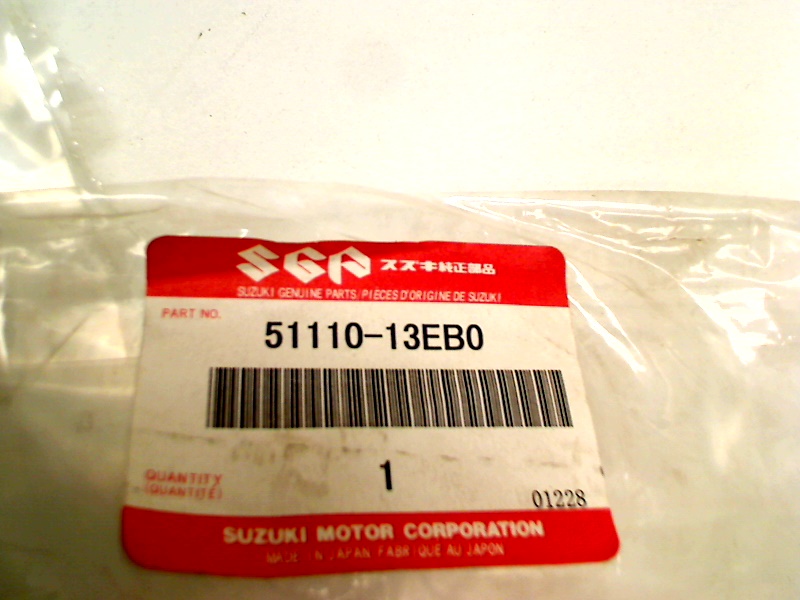 SGP スズキ純正部品
SUZUKI GENUINE PARTS/PIÈCES D'ORIGINE DE SUZUKI
PART NO.
51110-13EB0
1
QUANTITY
(QUANTITÉ)
01228
SUZUKI MOTOR CORPORATION
MADE IN JAPAN FABRIQUE AU JAPON